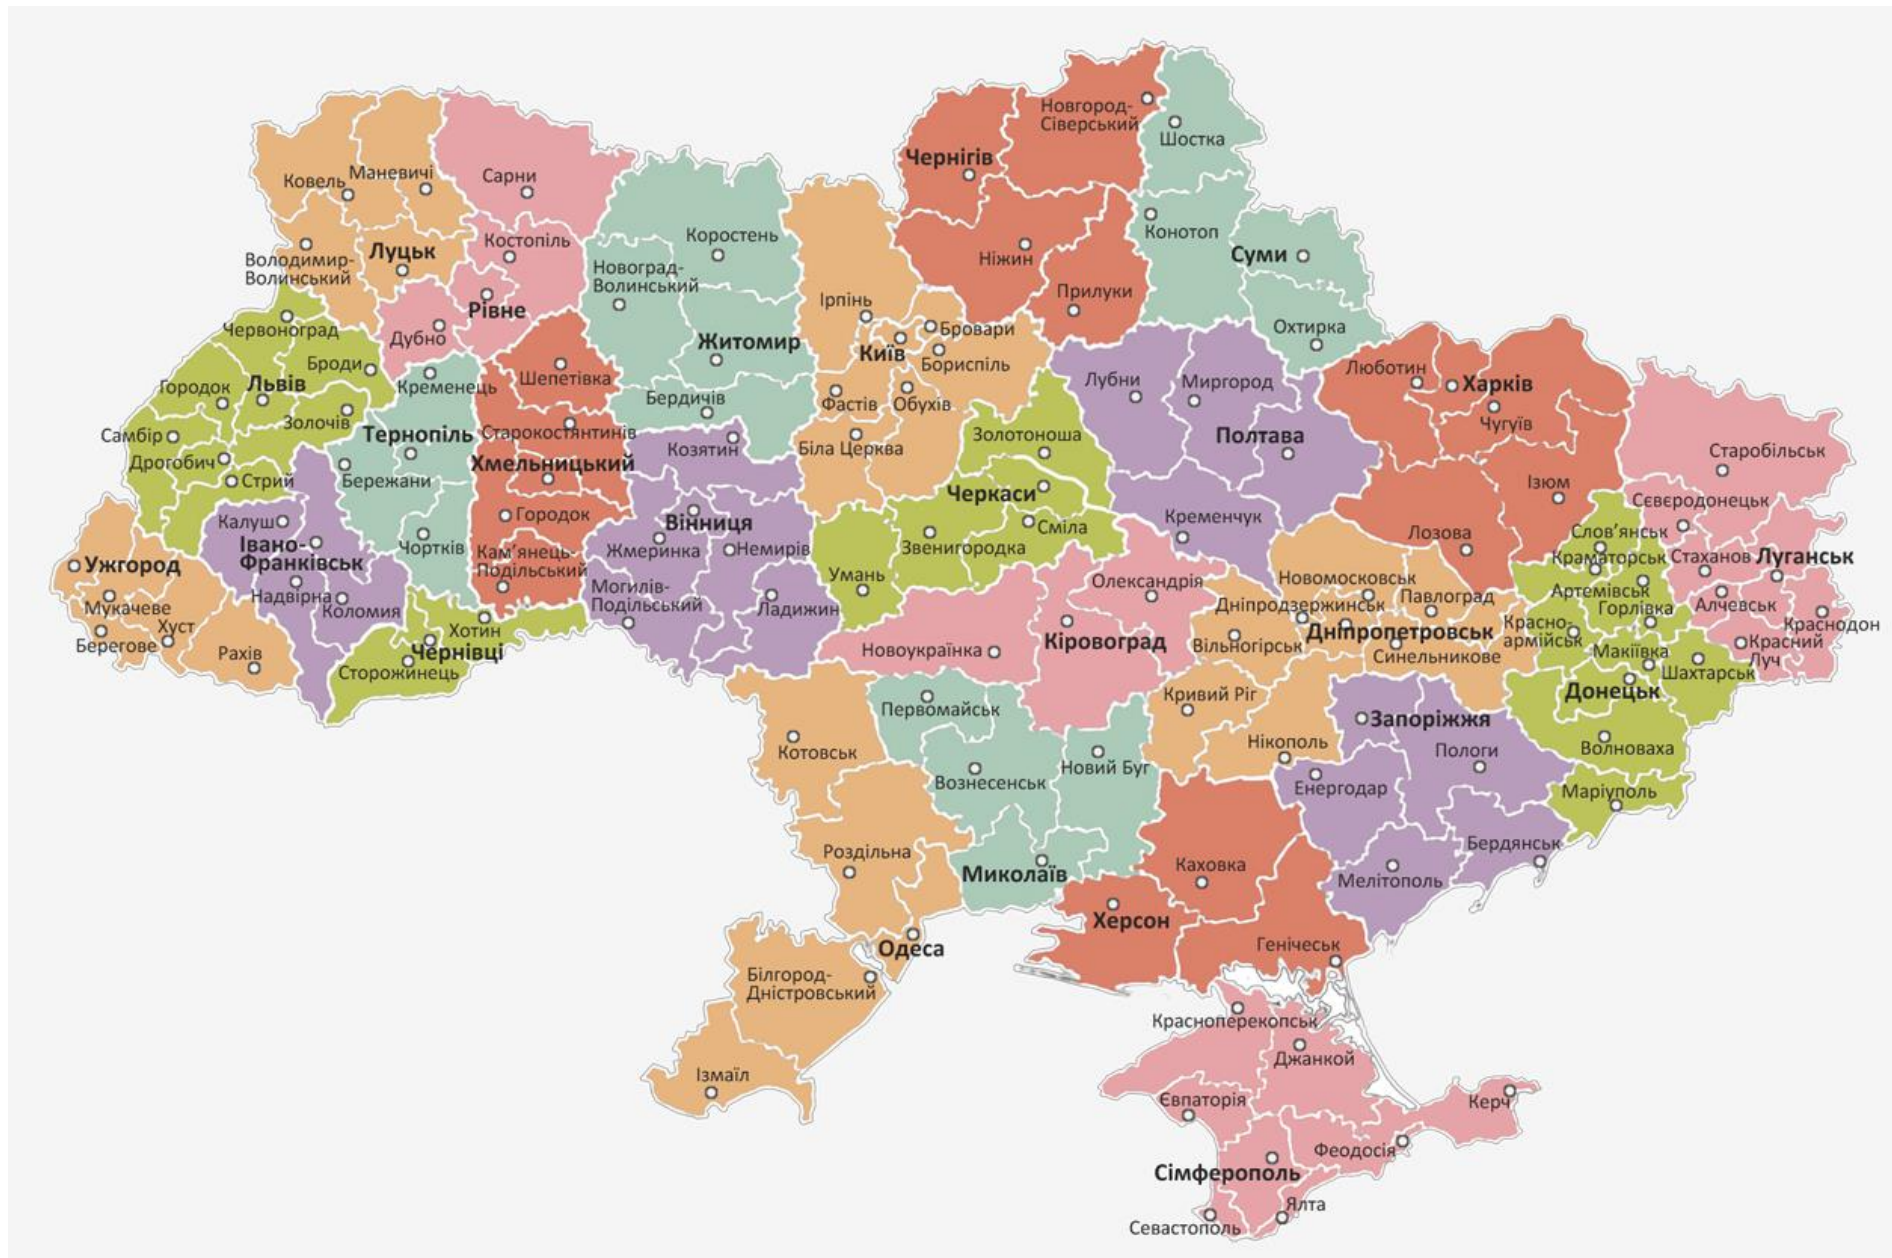 Новгород-
Сіверський
Шостка
Чернігів
Маневичі
Ковель
Сарни
Конотоп
Суми
Ніжин
Коростень
Костопіль
Луцьк
Володимир-
Волинський
Новоград-
Волинський
Прилуки
Ірпінь
Рівне
Охтирка
Червоноград
Дубно
Житомир
Бровари
Київ
Бориспіль
Броди
Львів
Городок
Кременець
Шепетівка
Люботин
Харків
Лубни
Миргород
Бердичів
Фастів
Обухів
Золочів
Чугуїв
Самбір
Тернопіль
Старокостянтинів
Золотоноша
Полтава
Козятин
Біла Церква
Старобільськ
Дрогобич
Хмельницький
Стрий
Бережани
Ізюм
Черкаси
Сєвєродонецьк
Калуш
Городок
Вінниця
Кременчук
Сміла
Лозова
Слов’янськ
Івано-
Франківськ
Чортків
Кам’янець-
Подільський
Жмеринка
Немирів
Звенигородка
Краматорськ
Стаханов
Луганськ
Ужгород
Умань
Олександрія
Новомосковськ
Артемівськ
Надвірна
Коломия
Могилів-
Подільський
Ладижин
Дніпродзержинськ
Павлоград
Горлівка
Алчевськ
Мукачеве
Хуст
Берегове
Хотин
Краснодон
Кіровоград
Дніпропетровськ
Красно-
армійськ
Красний
Луч
Рахів
Чернівці
Сторожинець
Новоукраїнка
Вільногірськ
Синельникове
Макіївка
Шахтарськ
Донецьк
Кривий Ріг
Первомайськ
Запоріжжя
Котовськ
Нікополь
Пологи
Волноваха
Вознесенськ
Новий Буг
Енергодар
Маріуполь
Роздільна
Бердянськ
Миколаїв
Каховка
Мелітополь
Херсон
Одеса
Генічеськ
Білгород-
Дністровський
Красноперекопськ
Джанкой
Ізмаїл
Євпаторія
Керч
Феодосія
Сімферополь
Ялта
Севастополь